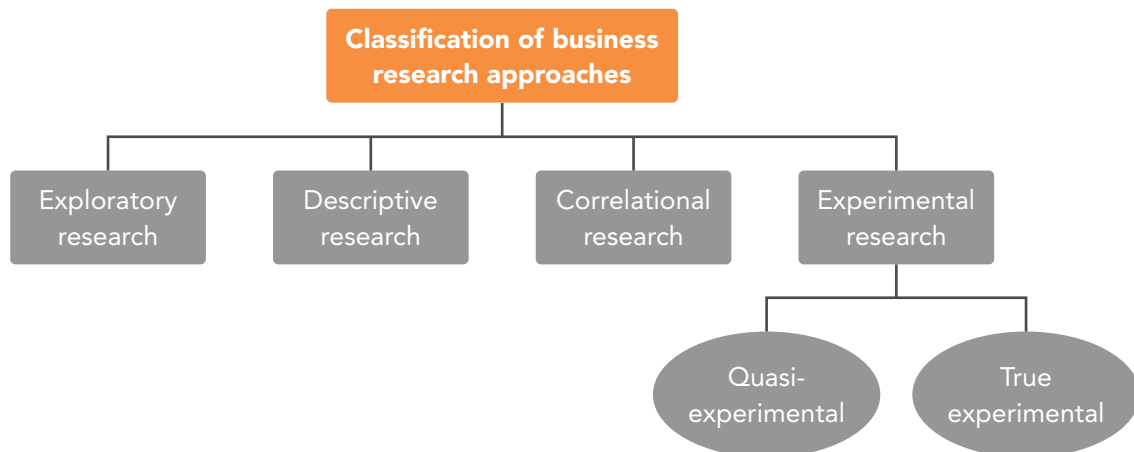 Classification of business
research approaches
Exploratory
research
Descriptive
research
Correlational
research
Experimental
research
Quasi-
experimental
True
experimental